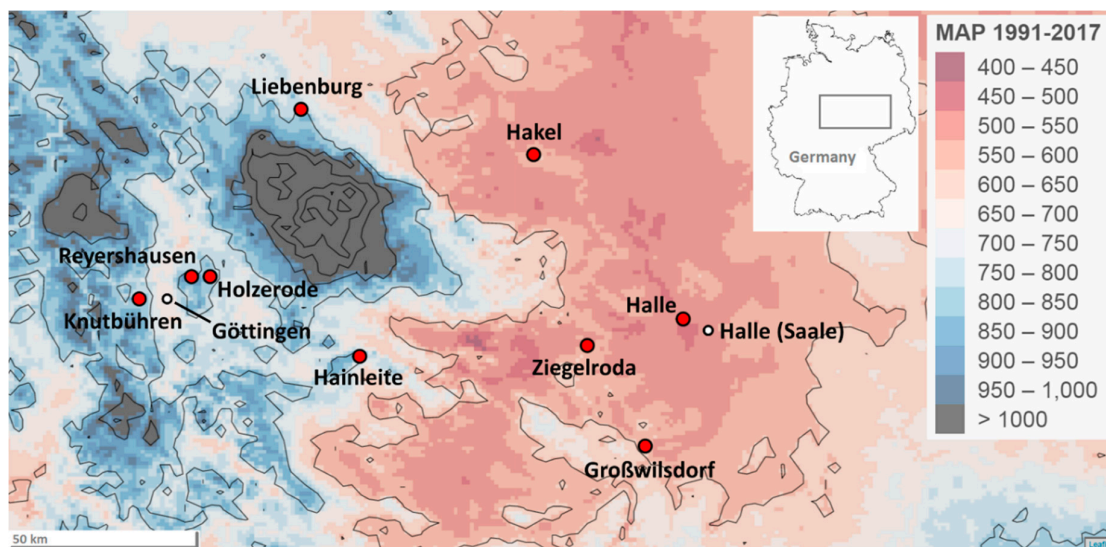 MAP 1991-2017
400 – 450
450 – 500
500 – 550
550 – 600
600 – 650
650 – 700
700 – 750
750 – 800
800 – 850
850 – 900
900 – 950
950 – 1,000
> 1000
Germany
Liebenburg
Hakel
Reyershausen
Holzerode
Knutbühren
Göttingen
Halle
Halle (Saale)
Hainleite
Ziegelroda
Großwilsdorf
50 km
Leafl